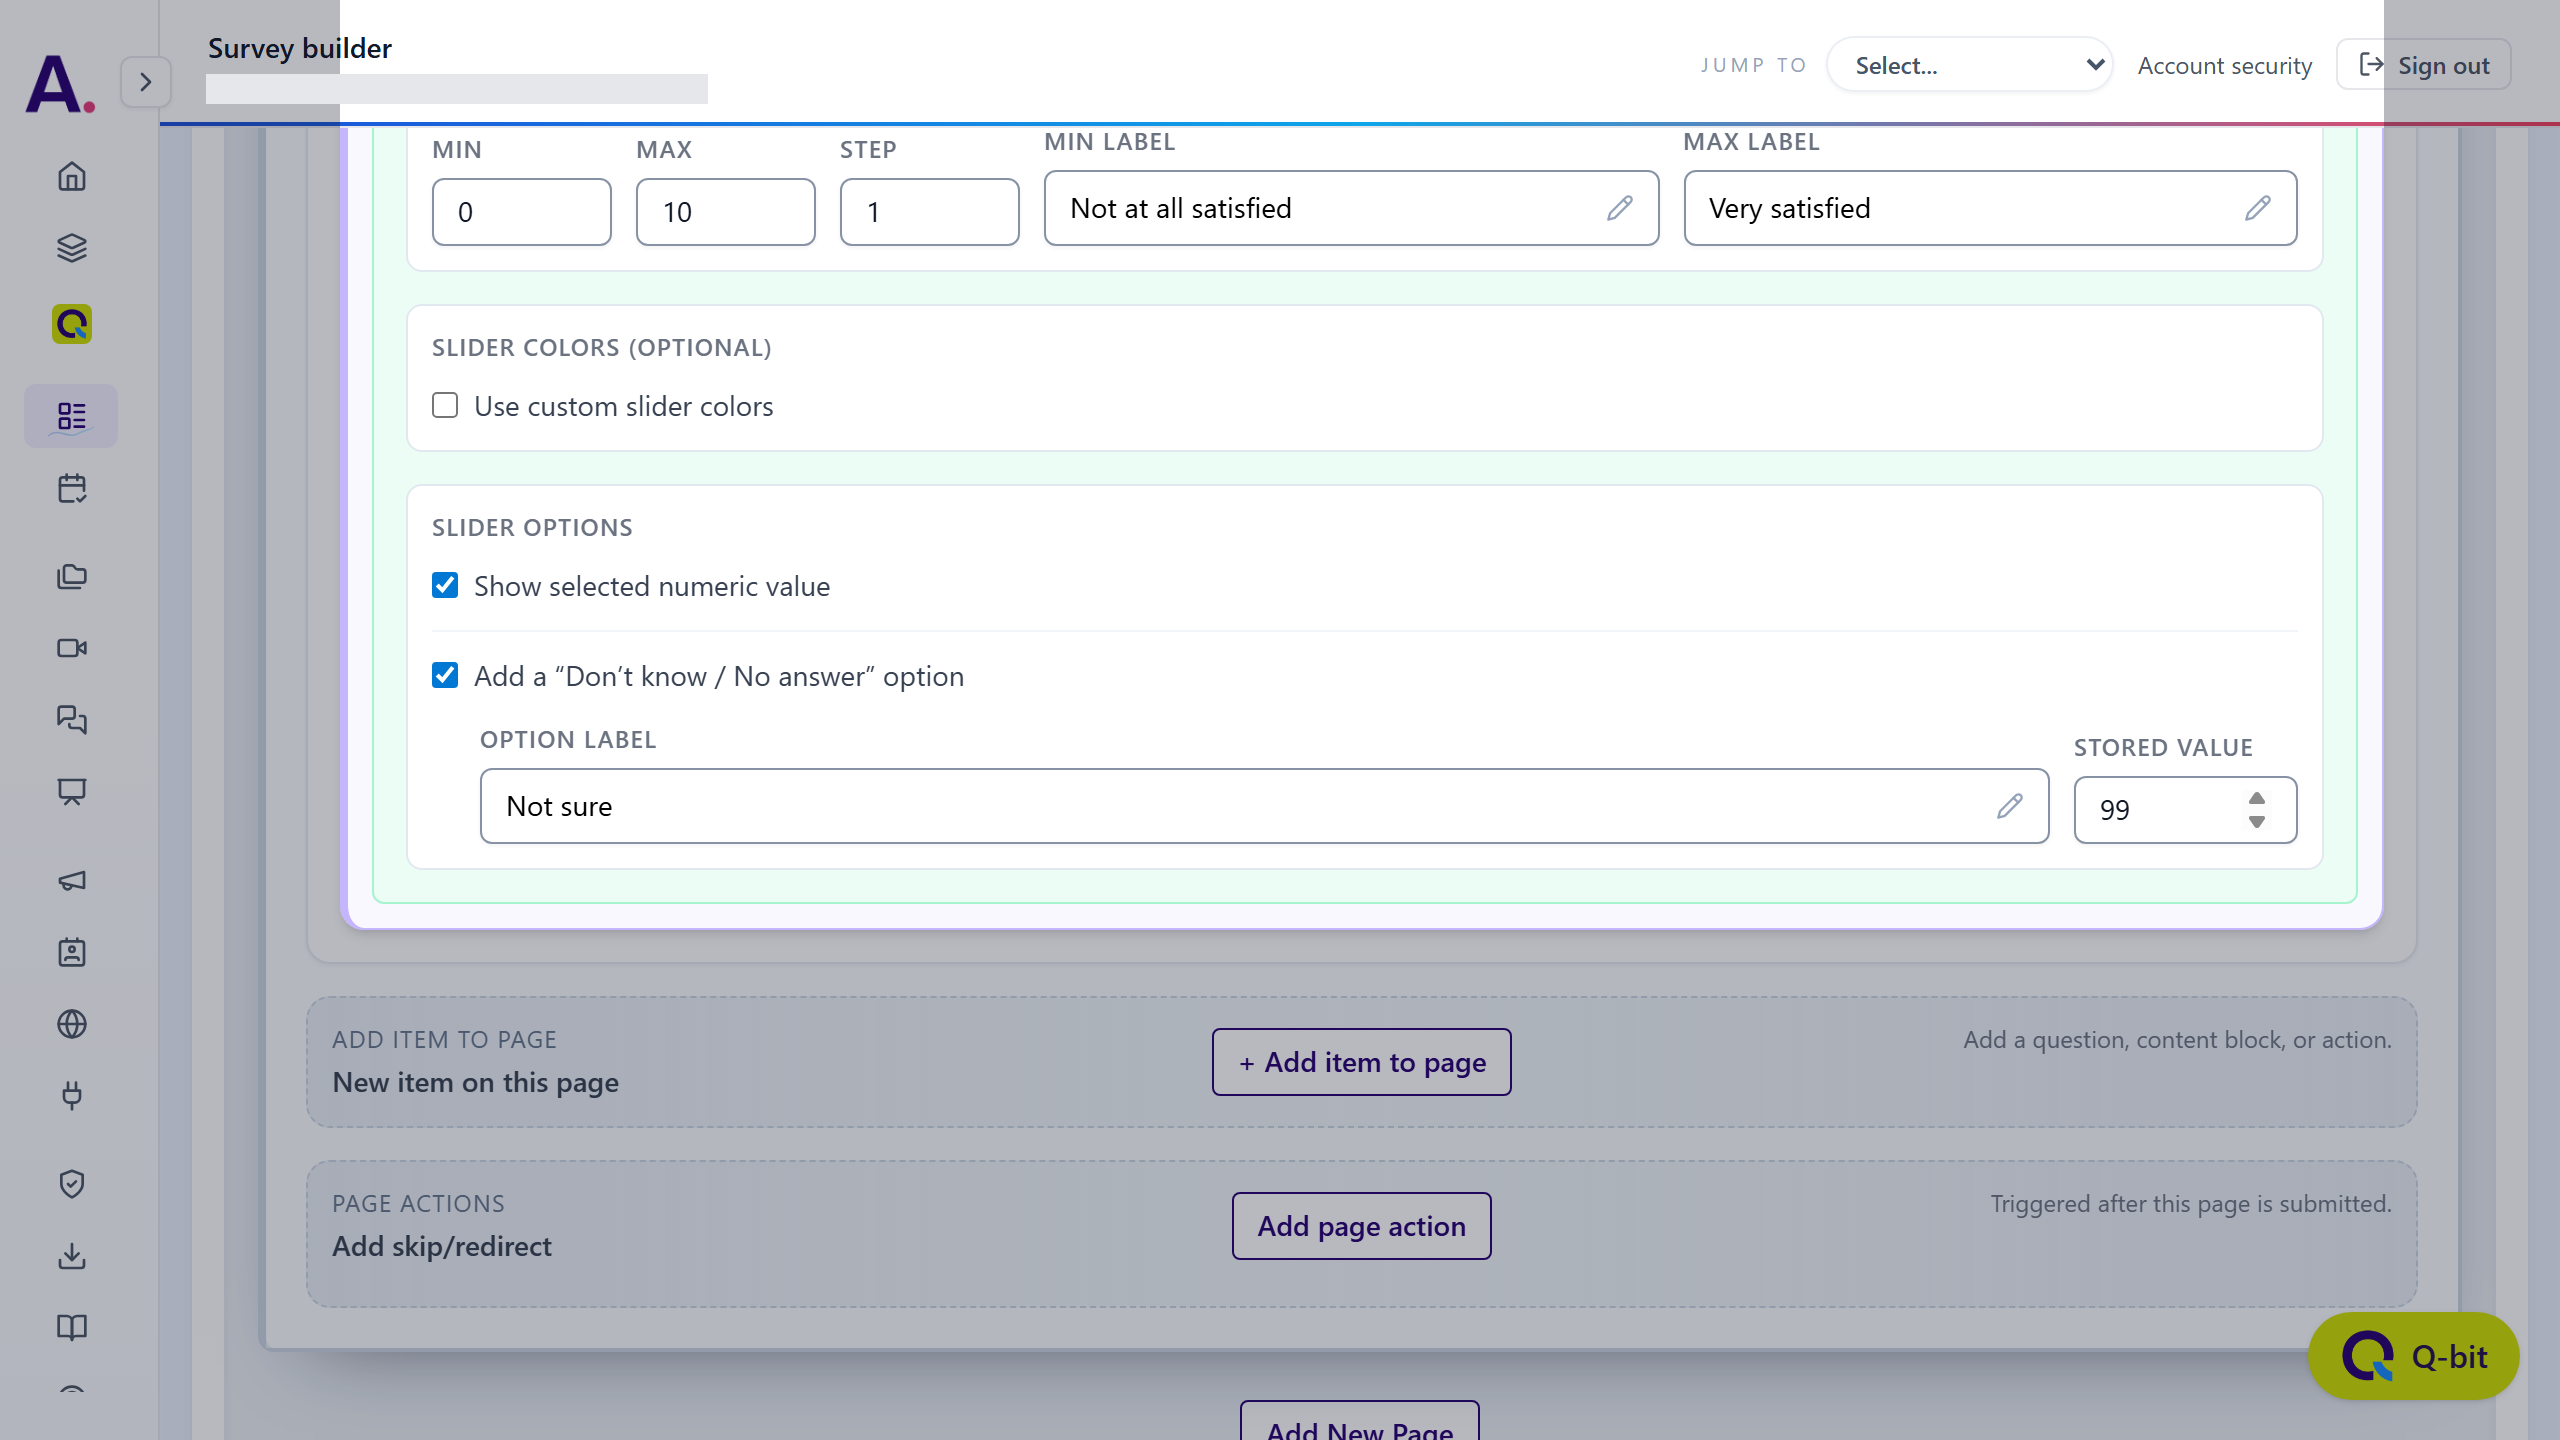 A.
Survey builder
JUMP TO
Select...
Account security
Sign out
MIN
MAX
STEP
MIN LABEL
MAX LABEL
0
10
1
Not at all satisfied
Very satisfied
SLIDER COLORS (OPTIONAL)
Use custom slider colors
SLIDER OPTIONS
Show selected numeric value
Add a “Don’t know / No answer” option
OPTION LABEL
STORED VALUE
Not sure
99
ADD ITEM TO PAGE
New item on this page
+ Add item to page
Add a question, content block, or action.
PAGE ACTIONS
Add skip/redirect
Add page action
Triggered after this page is submitted.
Q-bit
Add New Page